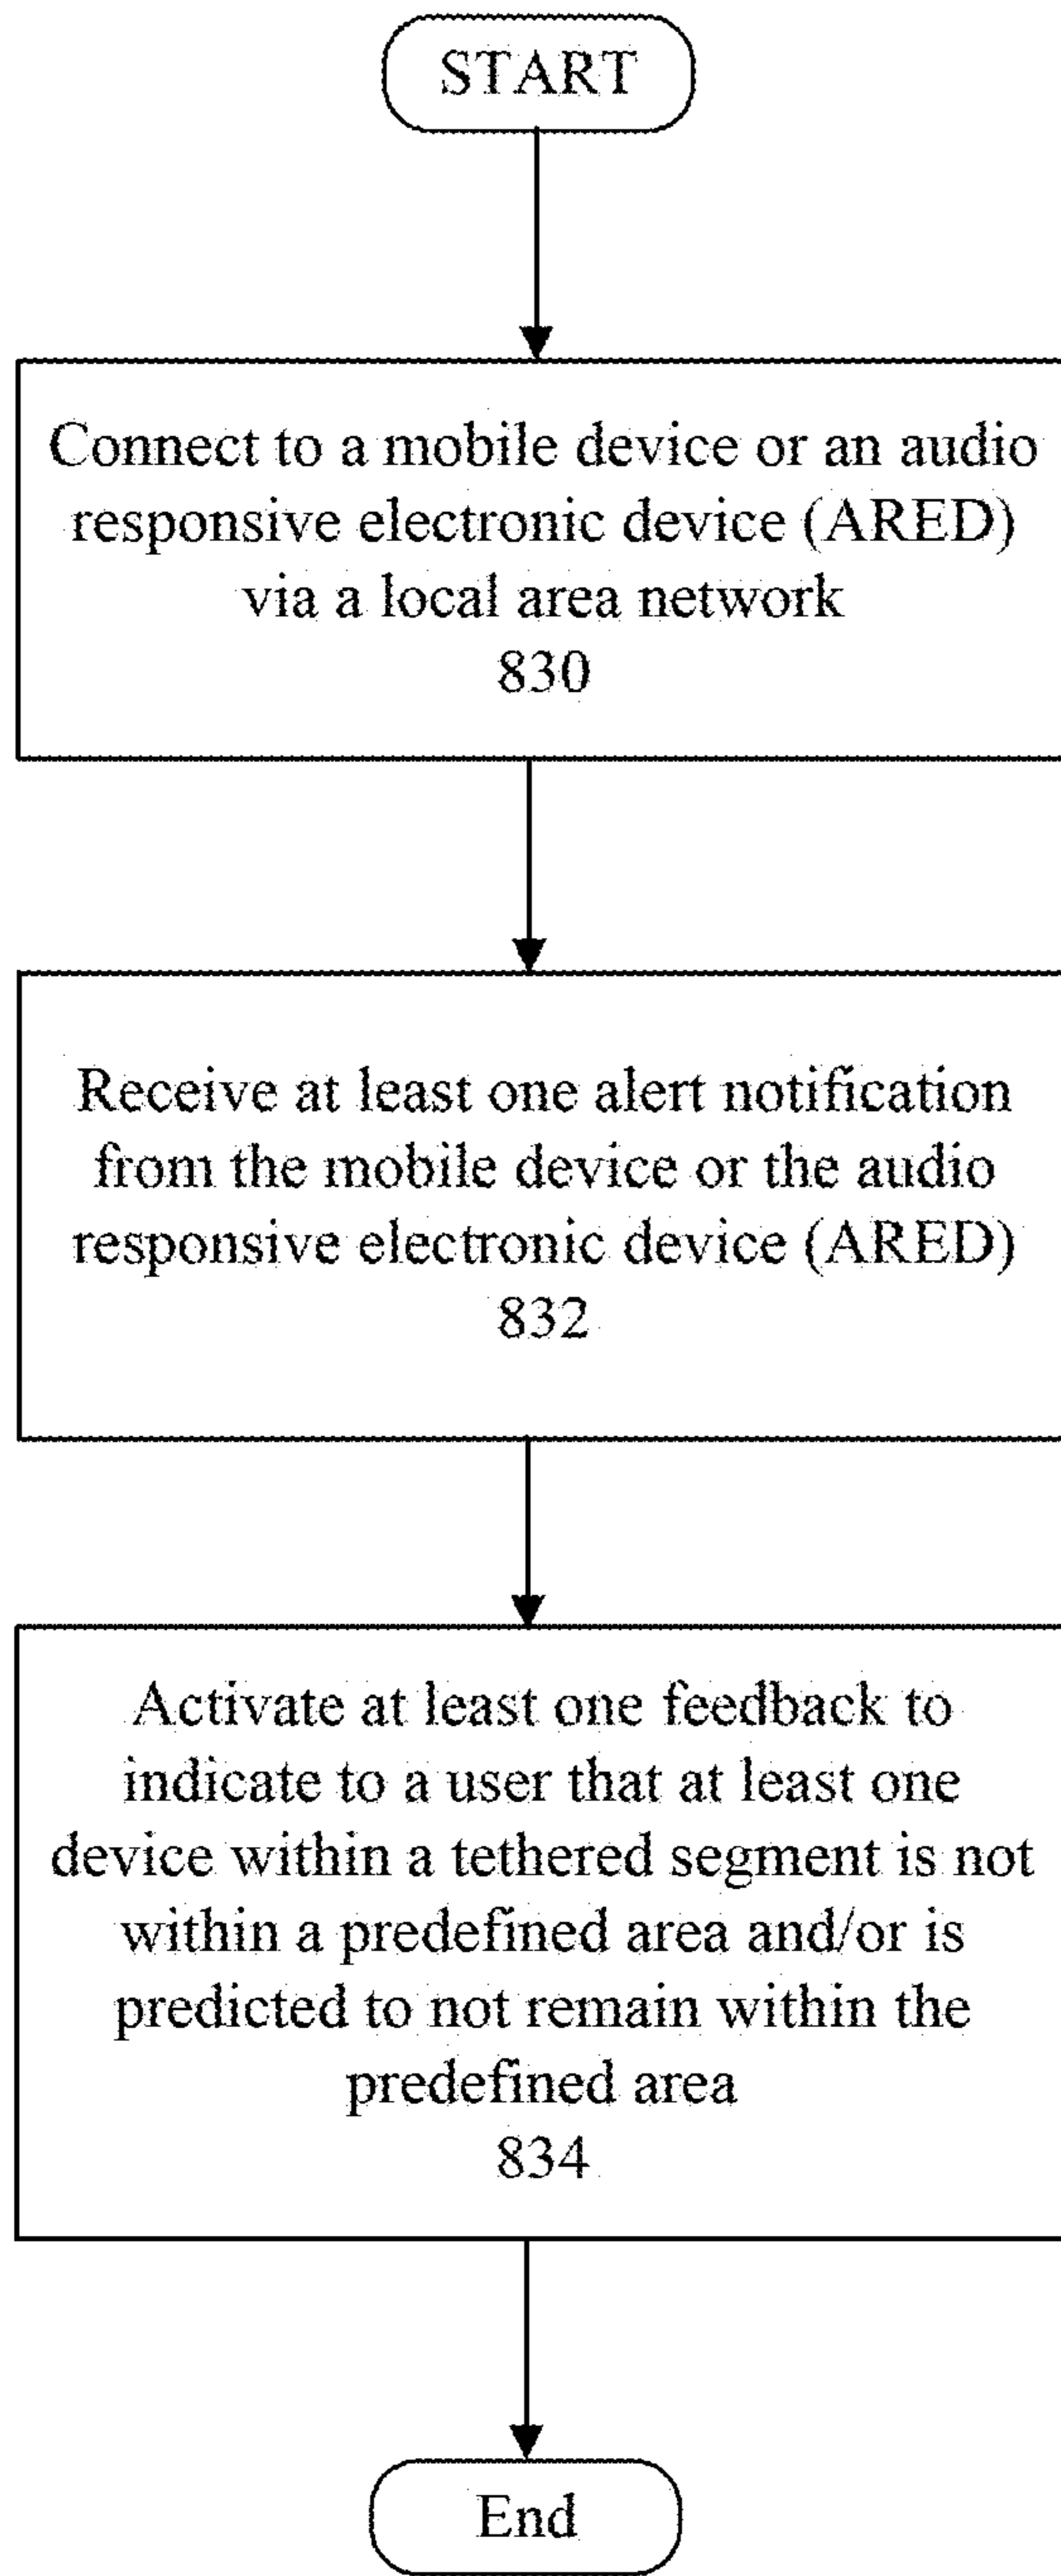 START
Connect to a mobile device or an audio
responsive electronic device (ARED)
via a local area network
830
Receive at least one alert notification
from the mobile device or the audio
responsive electronic device (ARED)
832
Activate at least one feedback to
indicate to a user that at least one
device within a tethered segment is not
within a predefined area and/or is
predicted to not remain within the
predefined area
834
End